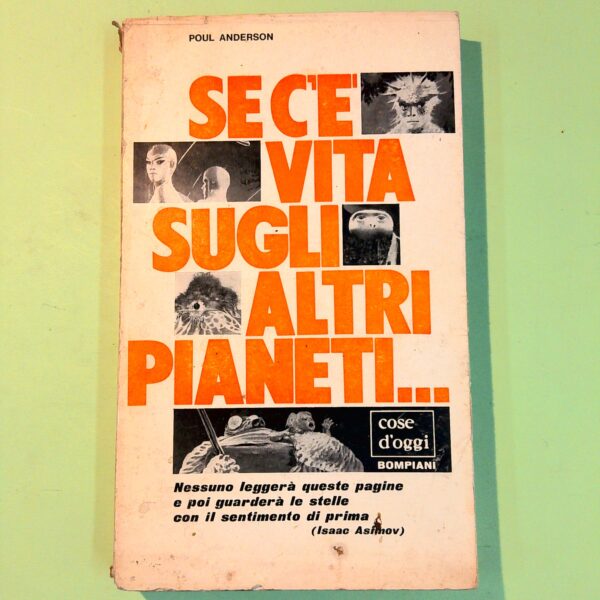 POUL ANDERSON
SE C'È
VITA
SUGLI
ALTRI
PIANETI...
cose
d'oggi
BOMPIANI
Nessuno leggerà queste pagine
e poi guarderà le stelle
con il sentimento di prima
(Isaac Asimov)